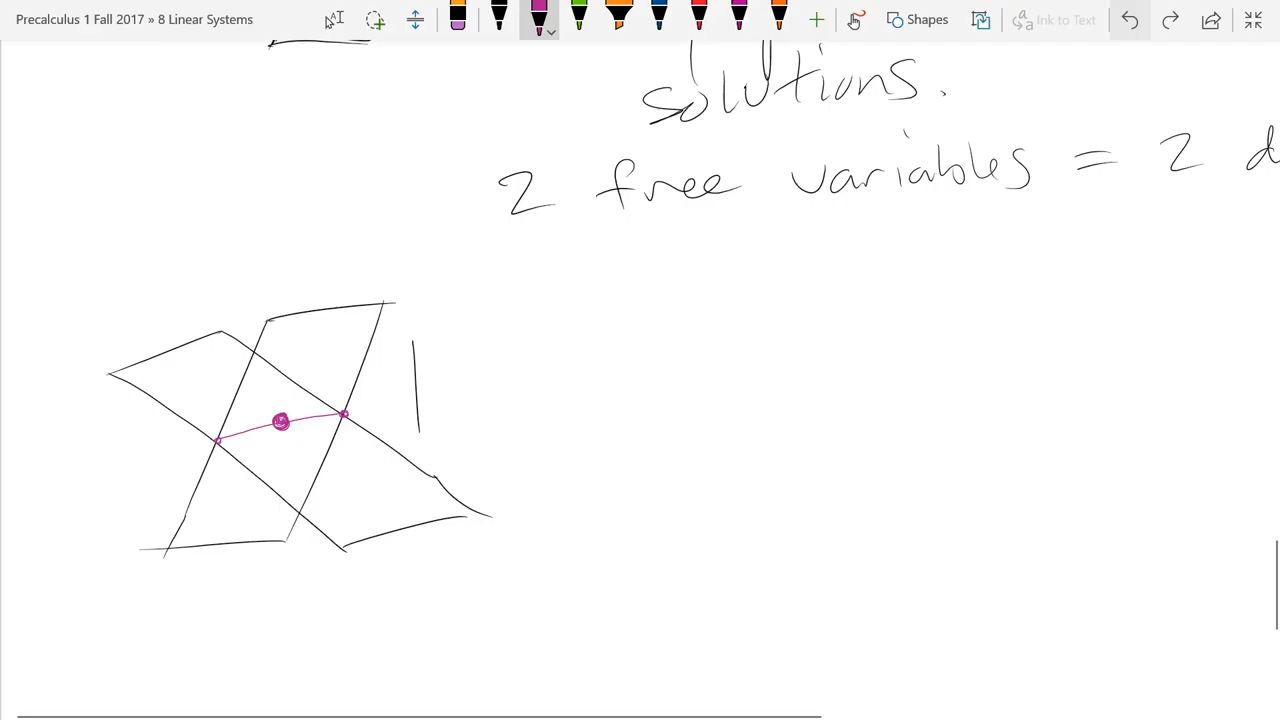 Precalculus 1 Fall 2017 » 8 Linear Systems
Shapes
Ink to Text
solutions.
2 free variables = 2 d